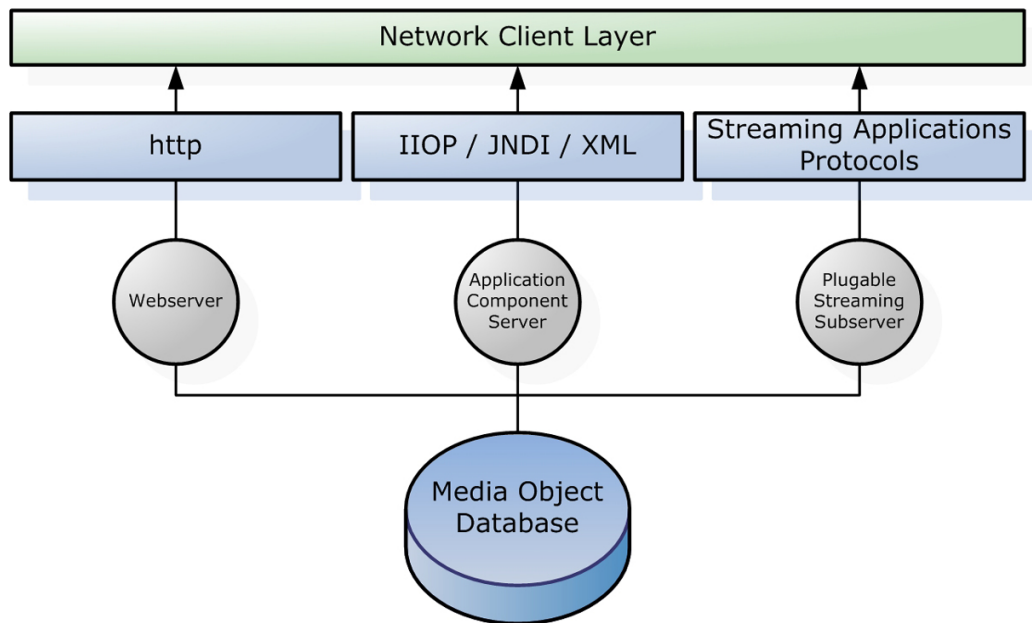 Network Client Layer
http
IIOP / JNDI / XML
Streaming Applications
Protocols
Webserver
Application
Component
Server
Plugable
Streaming
Subserver
Media Object
Database